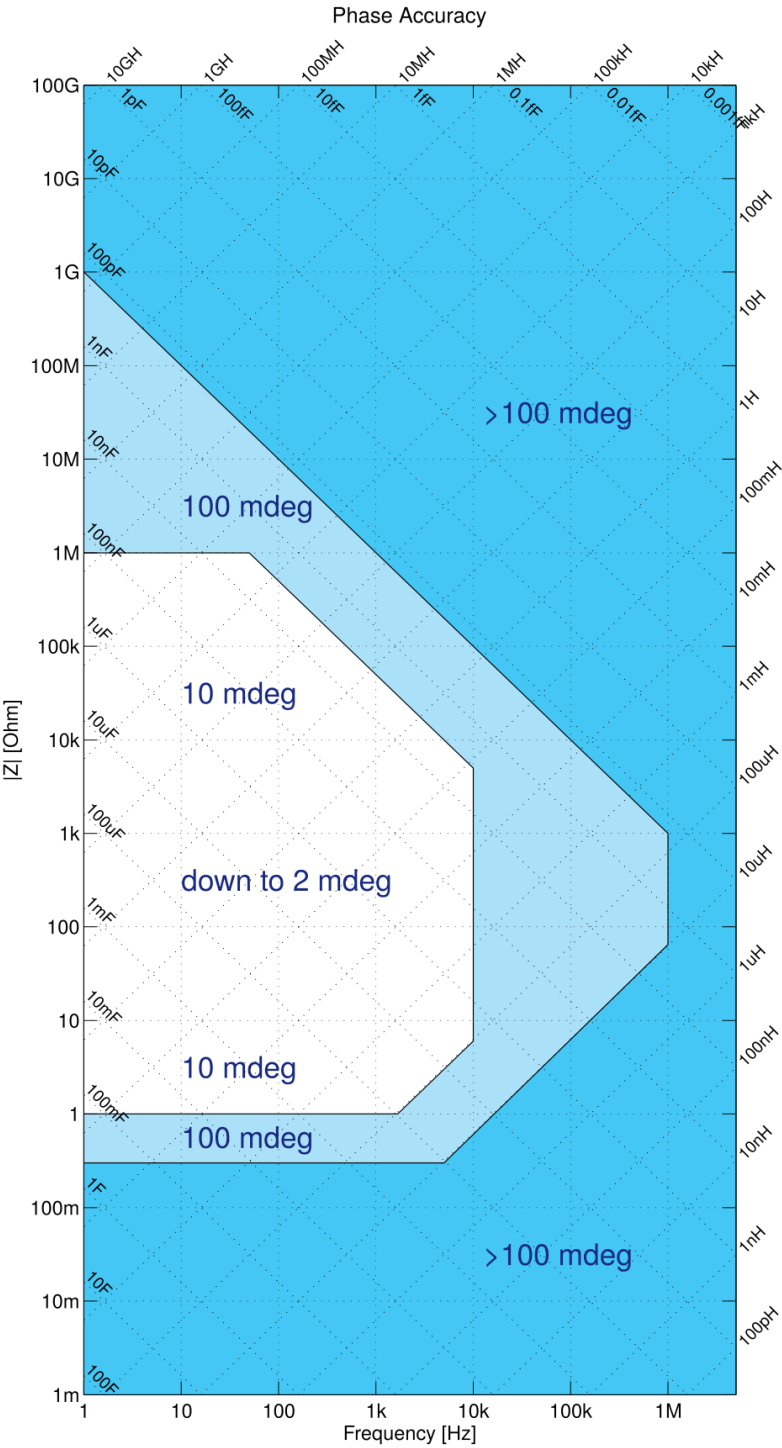 Phase Accuracy
10GH
1GH
100MH
10MH
1MH
100kH
10kH
1kH
1pF
100fF
10fF
1fF
0.1fF
0.01fF
0.001fF
100G
10G
1G
100M
10M
1M
100k
10k
1k
100
10
1
100m
10m
1m
|Z| [Ohm]
10pF
100pF
1nF
10nF
100nF
1uF
10uF
100uF
1mF
10mF
100mF
1F
10F
100F
>100 mdeg
100 mdeg
10 mdeg
down to 2 mdeg
10 mdeg
100 mdeg
>100 mdeg
100H
10H
1H
100mH
10mH
1mH
100uH
10uH
1uH
100nH
10nH
1nH
100pH
1
10
100
1k
10k
100k
1M
Frequency [Hz]